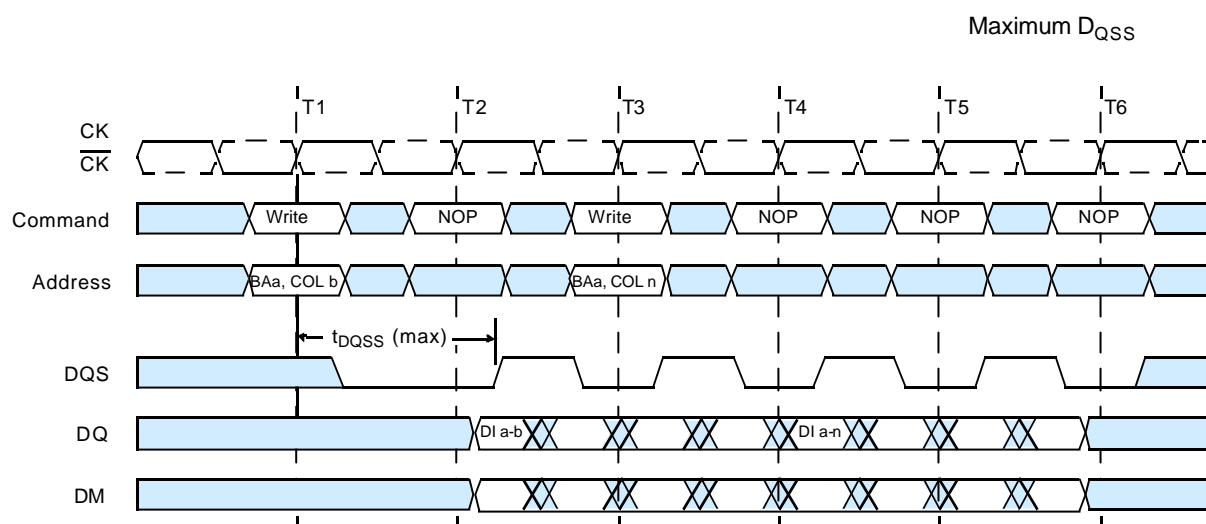 Maximum DQSS
T1 T2 T3 T4 T5 T6
CK
CK
Command Write NOP Write NOP NOP NOP
Address BAa, COL b BAa, COL n
tDQSS (max)
DQS
DQ DI a-b DI a-n
DM